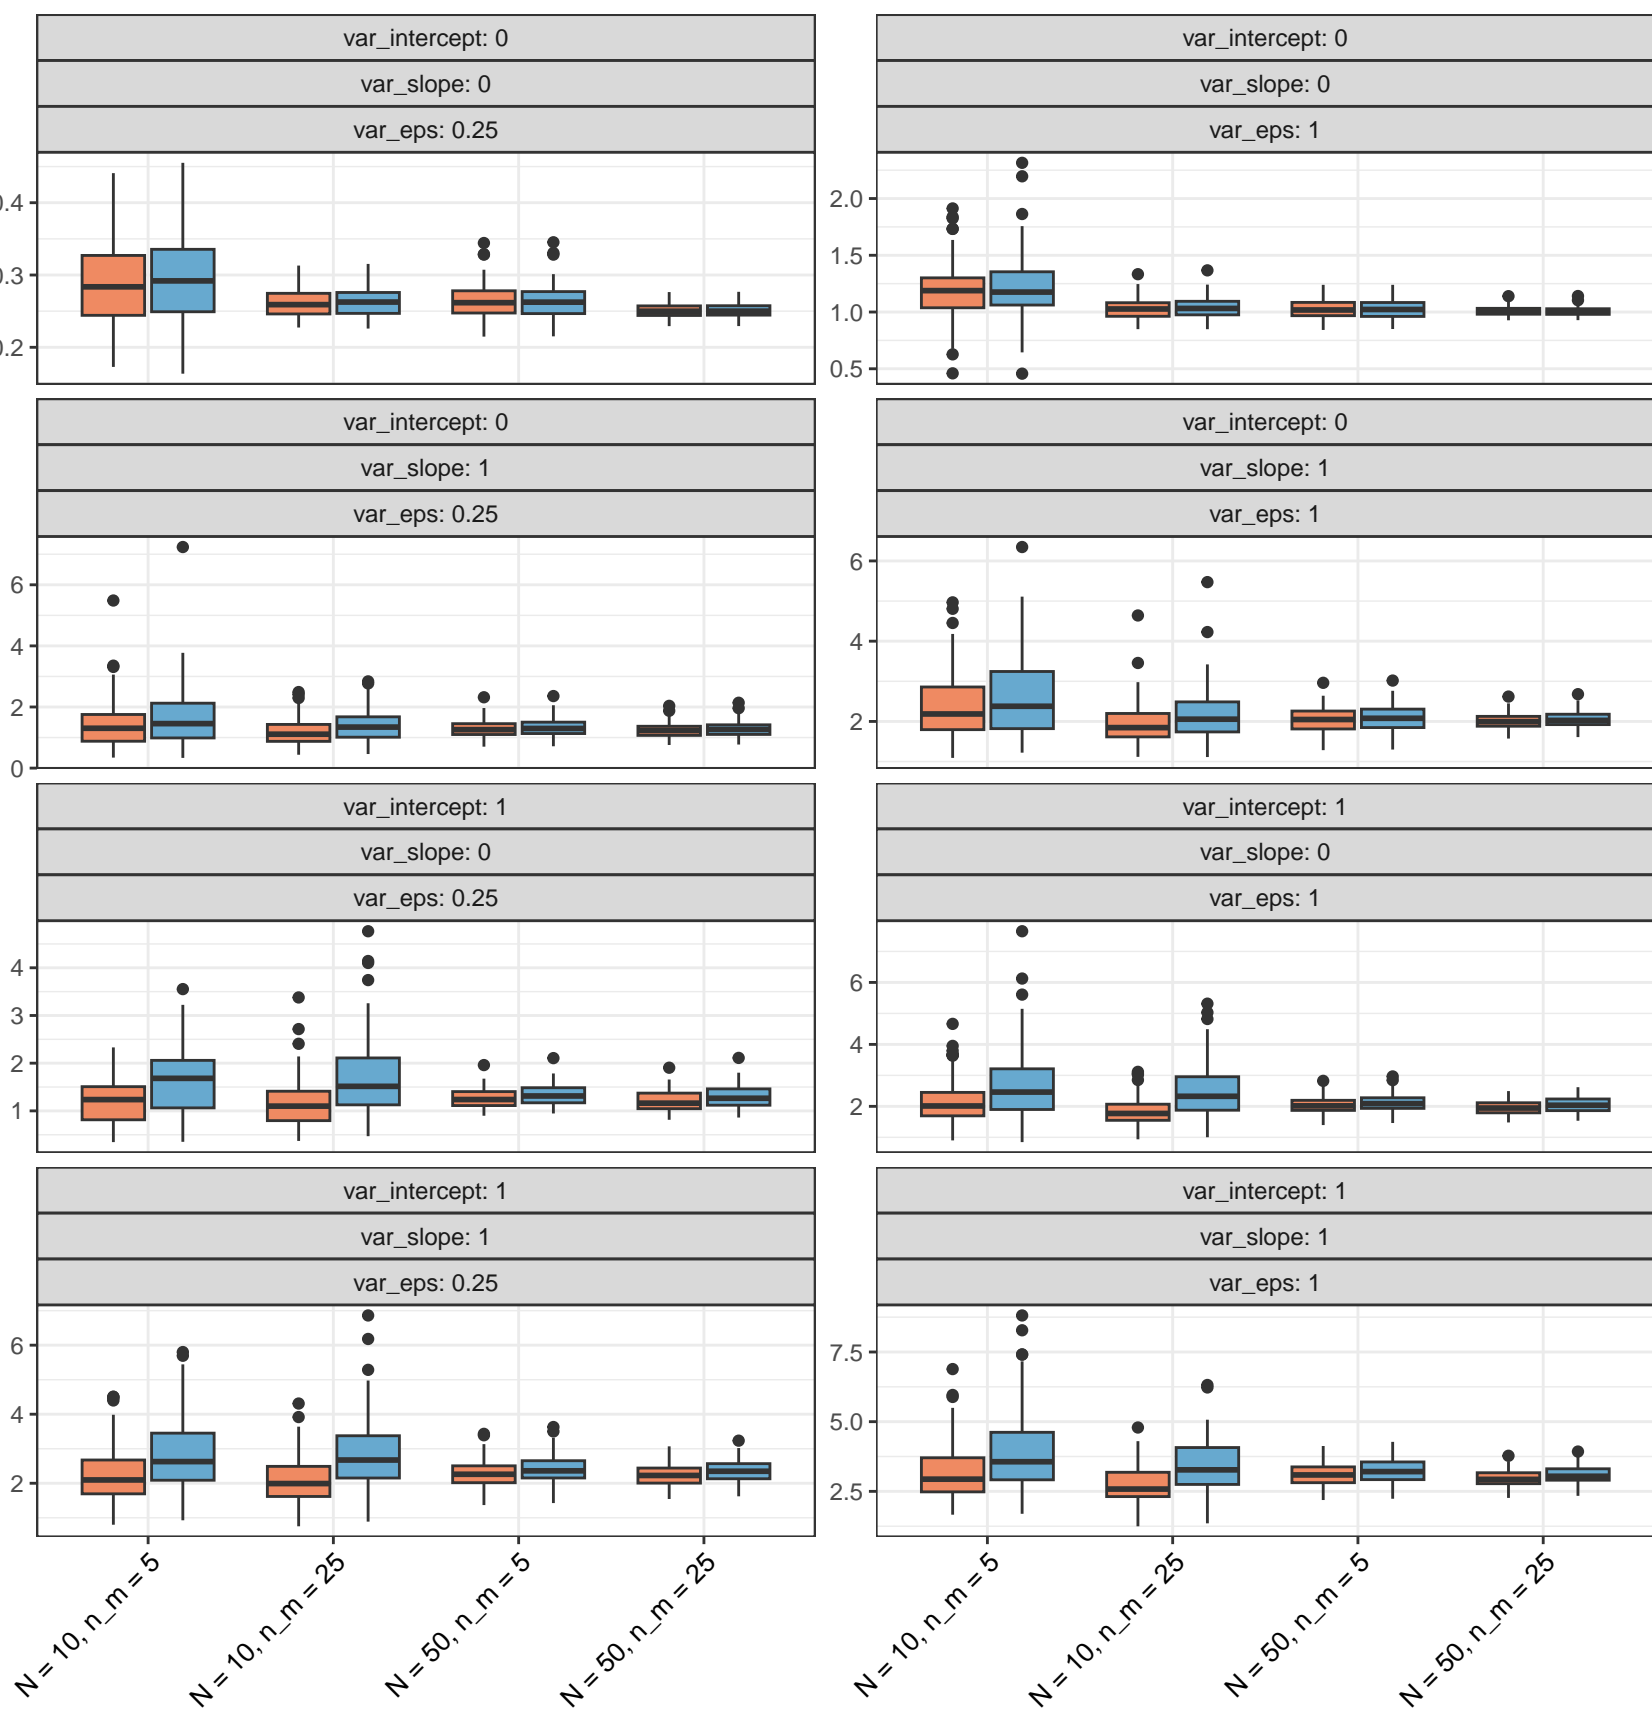 var_intercept: 0
var_slope: 0
var_eps: 0.25
0.4
0.3
0.2
var_intercept: 0
var_slope: 0
var_eps: 1
2.0
1.5
1.0
0.5
var_intercept: 0
var_slope: 1
var_eps: 0.25
6
4
2
0
var_intercept: 0
var_slope: 1
var_eps: 1
6
4
2
var_intercept: 1
var_slope: 0
var_eps: 0.25
4
3
2
1
var_intercept: 1
var_slope: 0
var_eps: 1
6
4
2
var_intercept: 1
var_slope: 1
var_eps: 0.25
6
4
2
var_intercept: 1
var_slope: 1
var_eps: 1
7.5
5.0
2.5
N = 10, n_m = 5
N = 10, n_m = 25
N = 50, n_m = 5
N = 50, n_m = 25
N = 10, n_m = 5
N = 10, n_m = 25
N = 50, n_m = 5
N = 50, n_m = 25